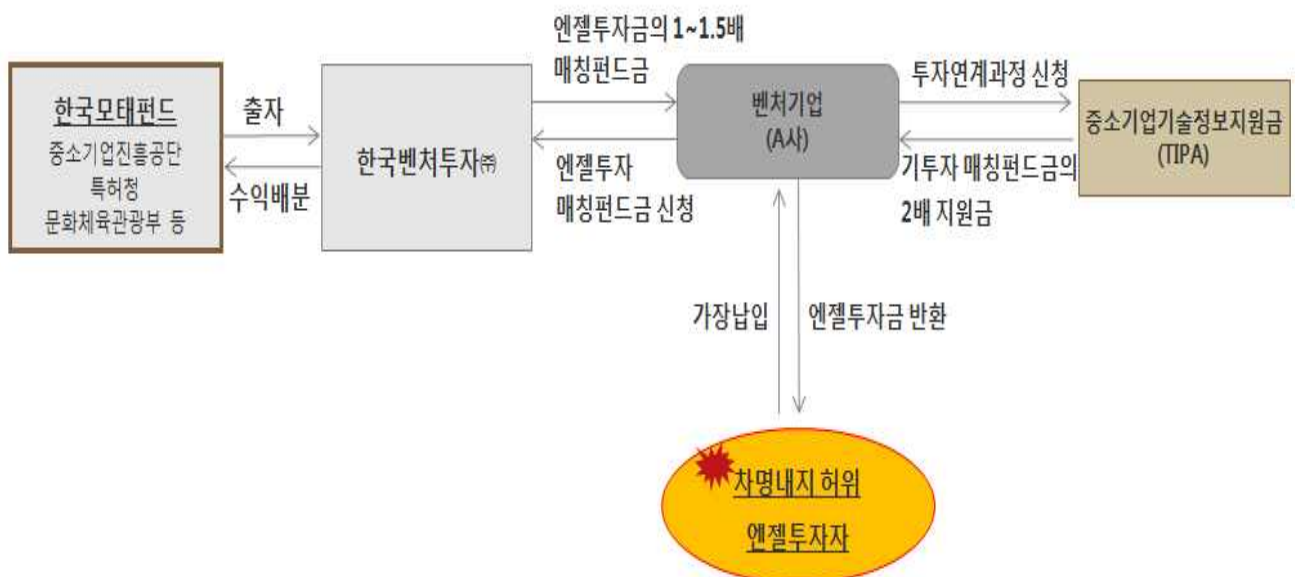 엔젤투자금의 1~1.5배
매칭펀드금
한국모태펀드
중소기업진흥공단
특허청
문화체육관광부 등
출자
수익배분
한국벤처투자㈜
엔젤투자
매칭펀드금 신청
벤처기업
(A사)
투자연계과정 신청
기투자 매칭펀드금의
2배 지원금
중소기업기술정보지원금
(TIPA)
가장납입
엔젤투자금 반환
차명내지 허위
엔젤투자자